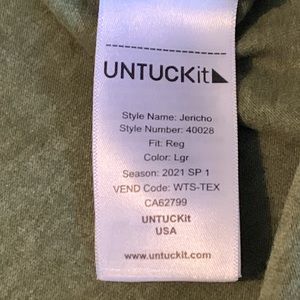 UNTUCKit
Style Name: Jericho
Style Number: 40028
Fit: Reg
Color: Lgr
Season: 2021 SP 1
VEND Code: WTS-TEX
CA62799
UNTUCKit
USA
www.untuckit.com